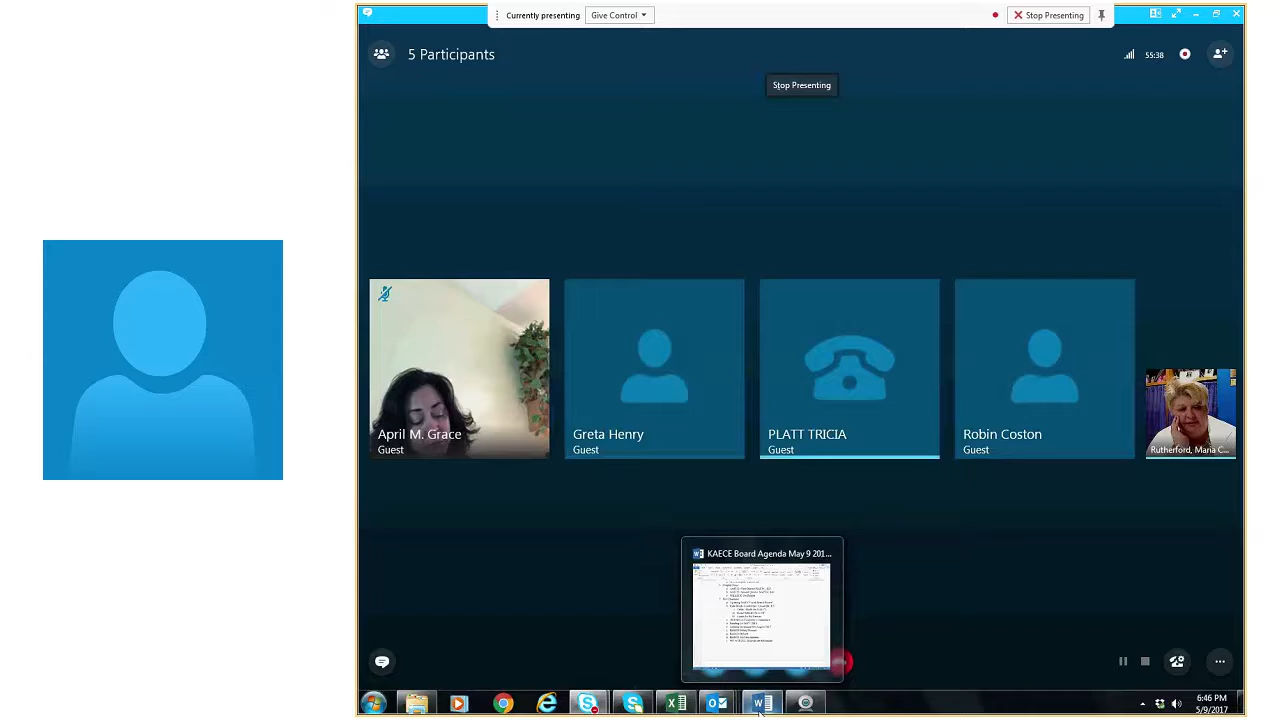 Currently presenting Give Control Stop Presenting
5 Participants 55:38
Stop Presenting
April M. Grace
Guest
Greta Henry
Guest
PLATT TRICIA
Guest
Robin Coston
Guest
Rutherford, Maria C...
KAECE Board Agenda May 9 201...
6:46 PM
5/9/2017